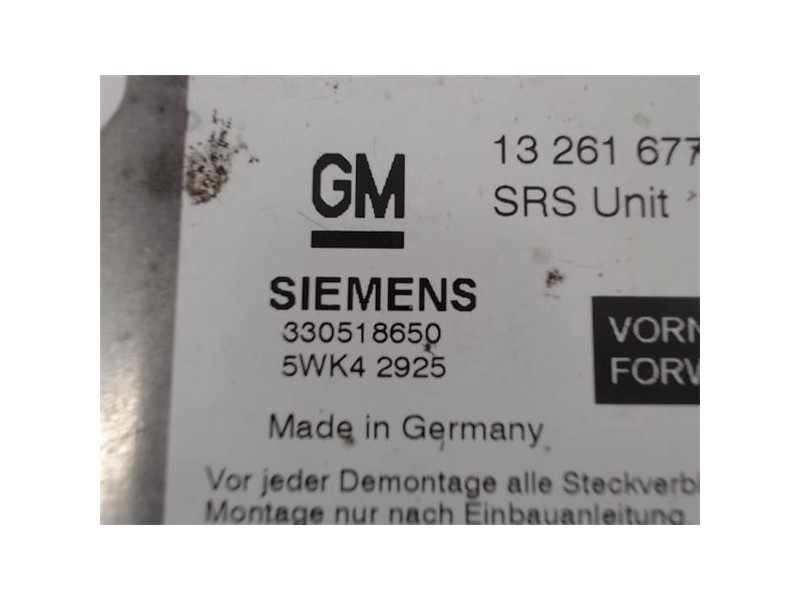 GM
13 261 677
SRS Unit
SIEMENS
330518650
5WK4 2925
VORN
FORW
Made in Germany
Vor jeder Demontage alle Steckverbi
Montage nur nach Einbauanleitung